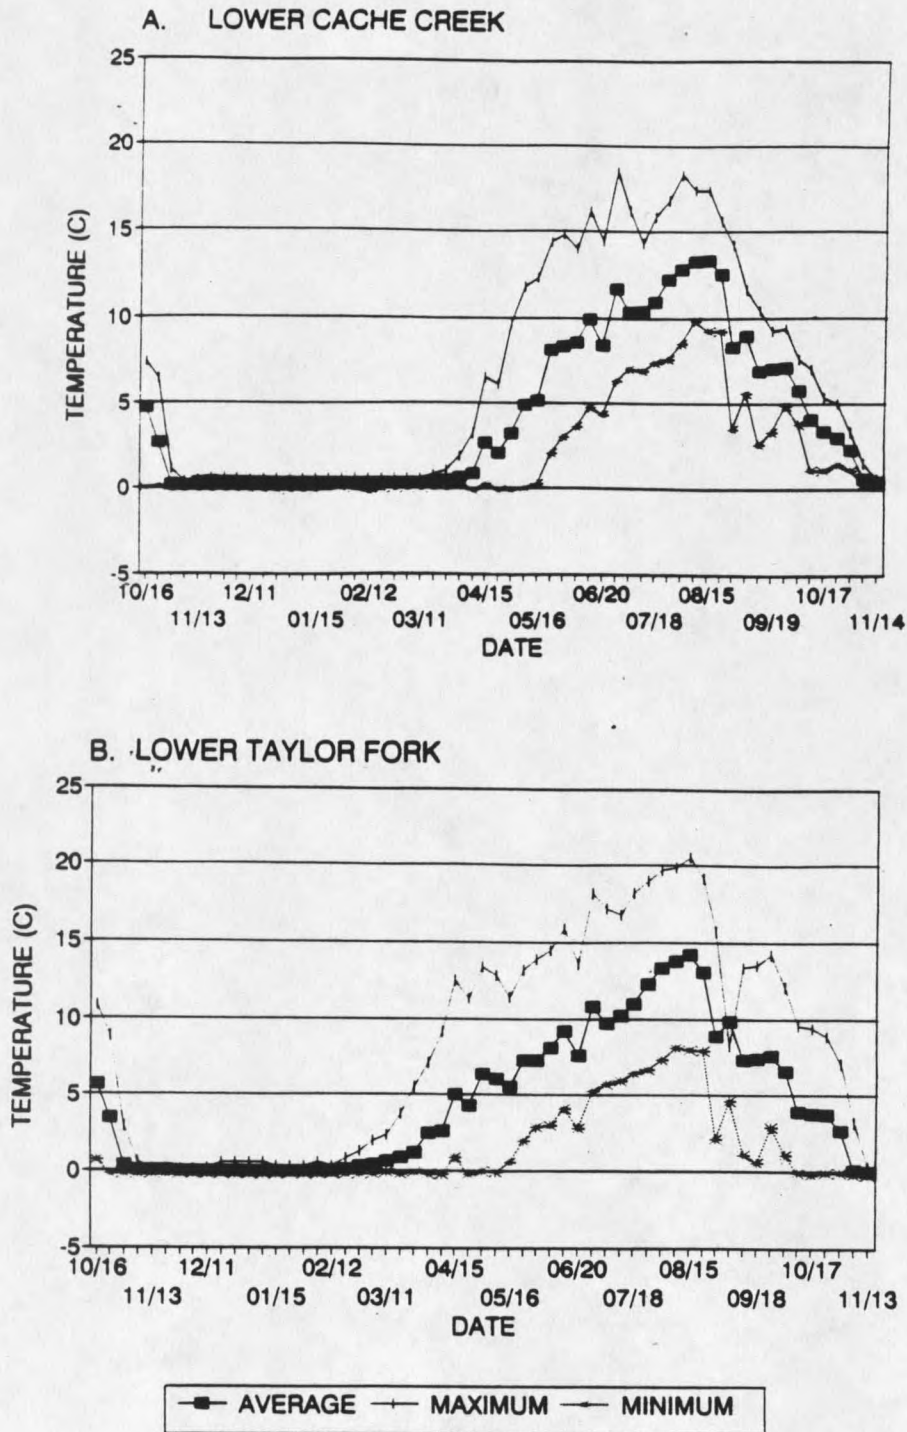 A. LOWER CACHE CREEK
25
20
15
10
5
0
-5
TEMPERATURE (C)
10/16 12/11 02/12 04/15 06/20 08/15 10/17
11/13 01/15 03/11 05/16 07/18 09/19 11/14
DATE
B. LOWER TAYLOR FORK
25
20
15
10
5
0
-5
TEMPERATURE (C)
10/16 12/11 02/12 04/15 06/20 08/15 10/17
11/13 01/15 03/11 05/16 07/18 09/18 11/13
DATE
AVERAGE MAXIMUM MINIMUM